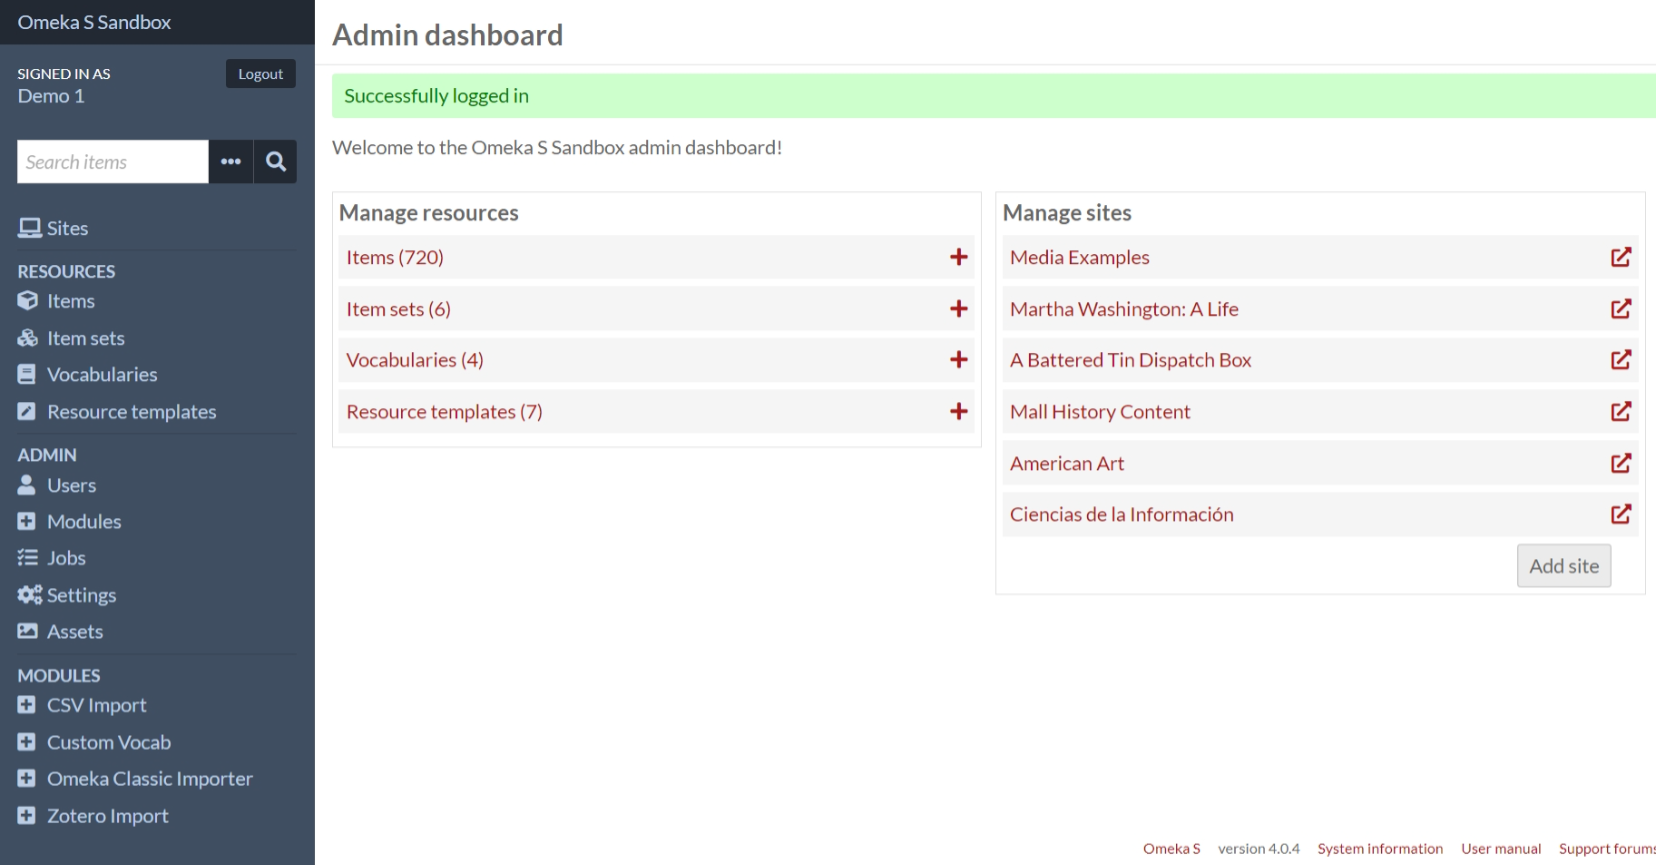 Omeka S Sandbox
SIGNED IN AS
Logout
Demo 1
Search items
Sites
RESOURCES
Items
Item sets
Vocabularies
Resource templates
ADMIN
Users
Modules
Jobs
Settings
Assets
MODULES
CSV Import
Custom Vocab
Omeka Classic Importer
Zotero Import
Admin dashboard
Successfully logged in
Welcome to the Omeka S Sandbox admin dashboard!
Manage resources
Items (720)
Item sets (6)
Vocabularies (4)
Resource templates (7)
Manage sites
Media Examples
Martha Washington: A Life
A Battered Tin Dispatch Box
Mall History Content
American Art
Ciencias de la Información
Add site
Omeka S version 4.0.4 System information User manual Support forums